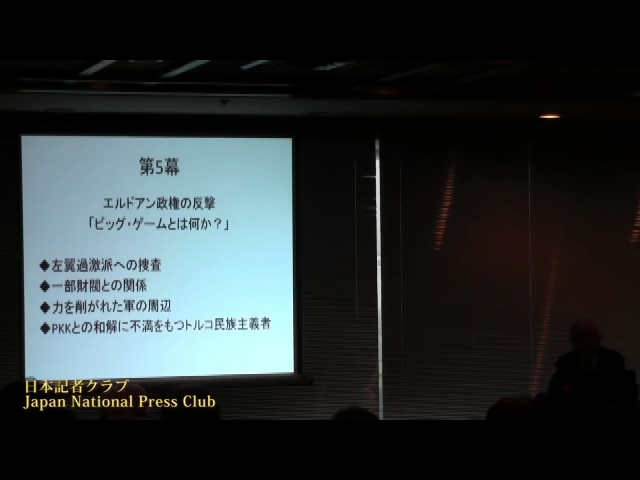 第5幕
エルドアン政権の反撃
「ビッグ・ゲームとは何か？」
◆左翼過激派への捜査
◆一部財閥との関係
◆力を削がれた軍の周辺
◆PKKとの和解に不満をもつトルコ民族主義者
日本記者クラブ
Japan National Press Club